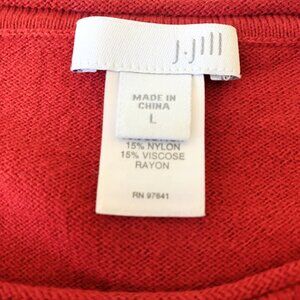 J.Jill
MADE IN
CHINA
L
15% NYLON
15% VISCOSE
RAYON
RN 97641